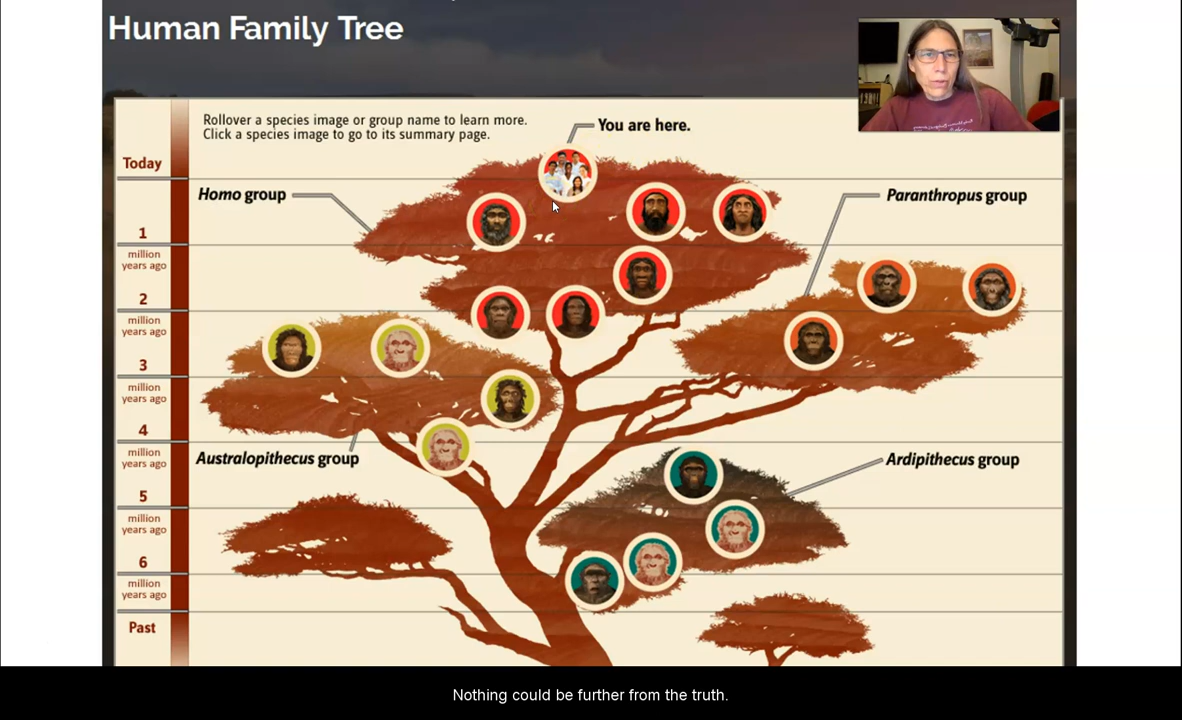 Human Family Tree
Rollover a species image or group name to learn more.
Click a species image to go to its summary page.
You are here.
Today
Homo group
Paranthropus group
1
million
years ago
2
million
years ago
3
million
years ago
4
million
years ago
Australopithecus group
Ardipithecus group
5
million
years ago
6
million
years ago
Past
Nothing could be further from the truth.